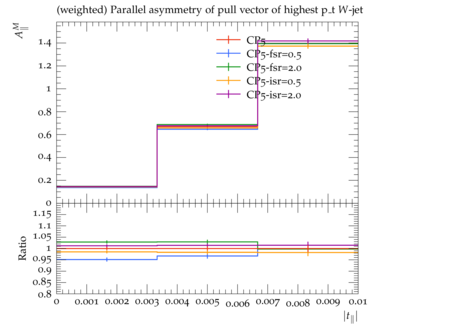 (weighted) Parallel asymmetry of pull vector of highest p_t W-jet
A^M_∥
1.4
1.2
1.0
0.8
0.6
0.4
0.2
0
CP5
CP5-fsr=0.5
CP5-fsr=2.0
CP5-isr=0.5
CP5-isr=2.0
Ratio
1.15
1.1
1.05
1
0.95
0.9
0.85
0.8
0 0.001 0.002 0.003 0.004 0.005 0.006 0.007 0.008 0.009 0.01
|t_∥|